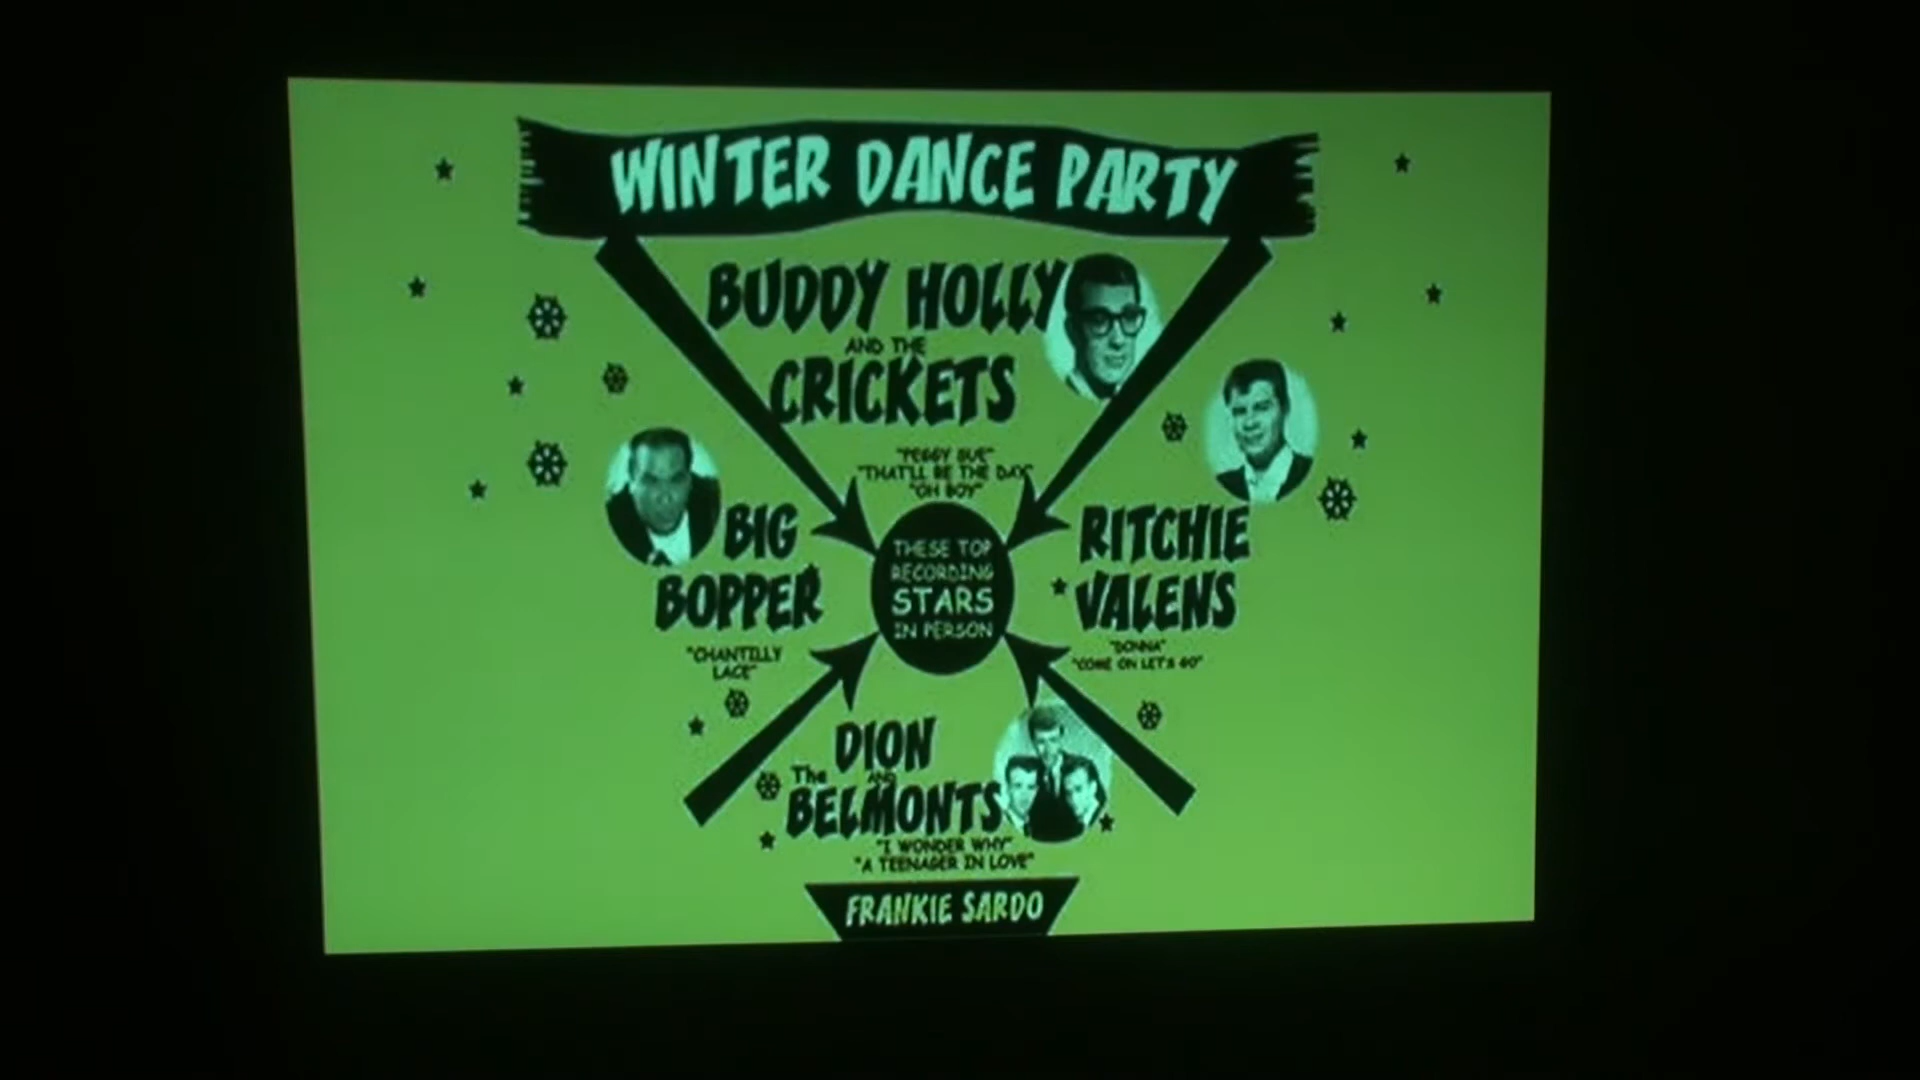 WINTER DANCE PARTY
BUDDY HOLLY
AND THE
CRICKETS
"PEGGY SUE"
"THAT'LL BE THE DAY"
"OH BOY"
BIG
BOPPER
"CHANTILLY
LACE"
THESE TOP
RECORDING
STARS
IN PERSON
RITCHIE
VALENS
"DONNA"
"COME ON LET'S GO"
DION
The AND
BELMONTS
"I WONDER WHY"
"A TEENAGER IN LOVE"
FRANKIE SARDO